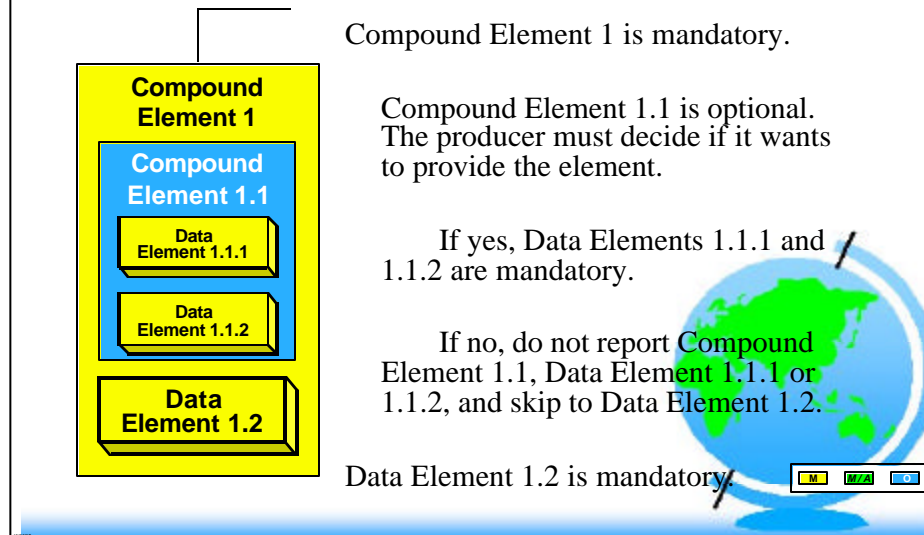 Compound Element 1 is mandatory.
Compound
Element 1
Compound
Element 1.1
Data
Element 1.1.1
Data
Element 1.1.2
Data
Element 1.2
Compound Element 1.1 is optional.
The producer must decide if it wants
to provide the element.
If yes, Data Elements 1.1.1 and
1.1.2 are mandatory.
If no, do not report Compound
Element 1.1, Data Element 1.1.1 or
1.1.2, and skip to Data Element 1.2.
Data Element 1.2 is mandatory.
M M/A O